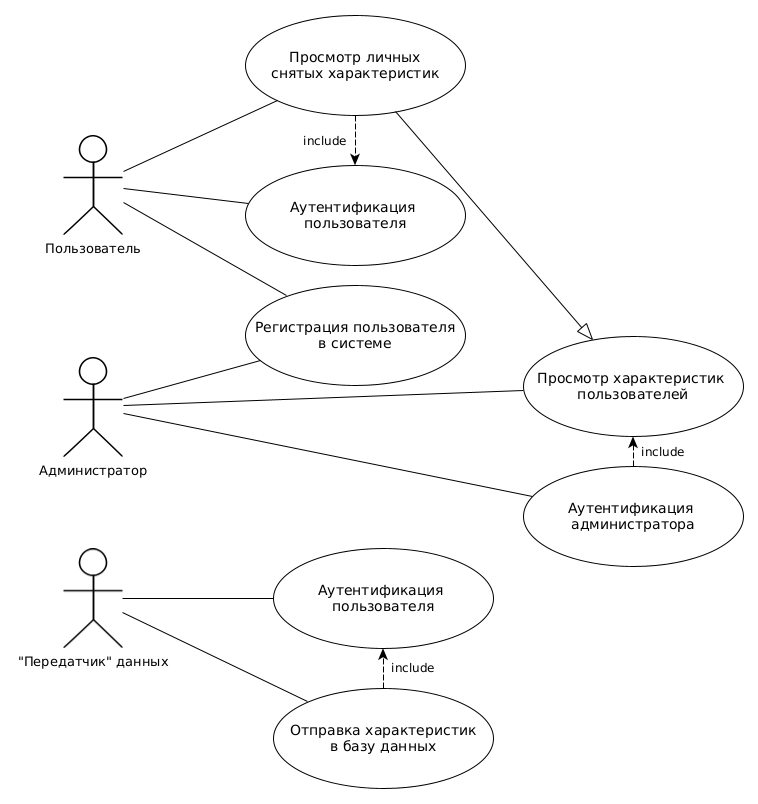 Просмотр личных
снятых характеристик
include
Аутентификация
пользователя
Пользователь
Регистрация пользователя
в системе
Просмотр характеристик
пользователей
Администратор
include
Аутентификация
администратора
Аутентификация
пользователя
"Передатчик" данных
include
Отправка характеристик
в базу данных